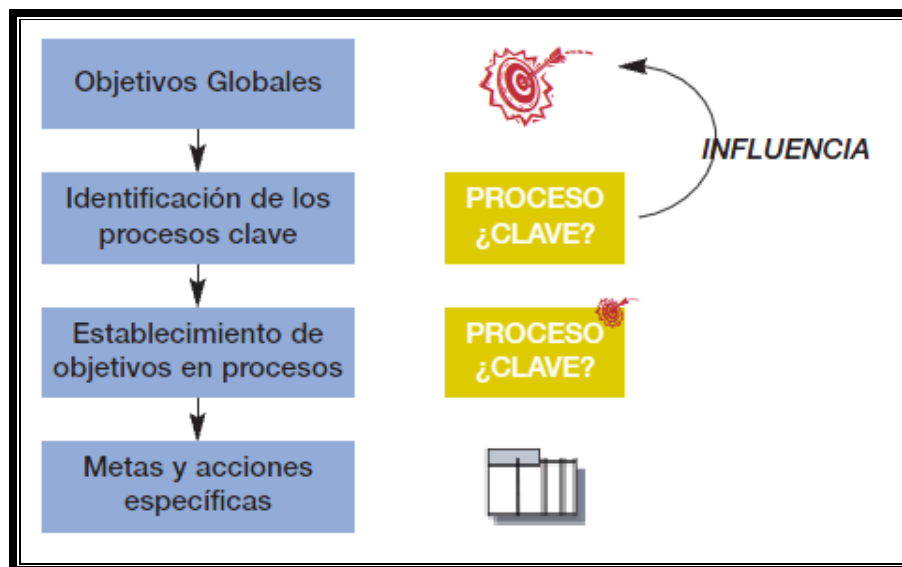 Objetivos Globales
INFLUENCIA
Identificación de los
procesos clave
PROCESO
¿CLAVE?
Establecimiento de
objetivos en procesos
PROCESO
¿CLAVE?
Metas y acciones
específicas